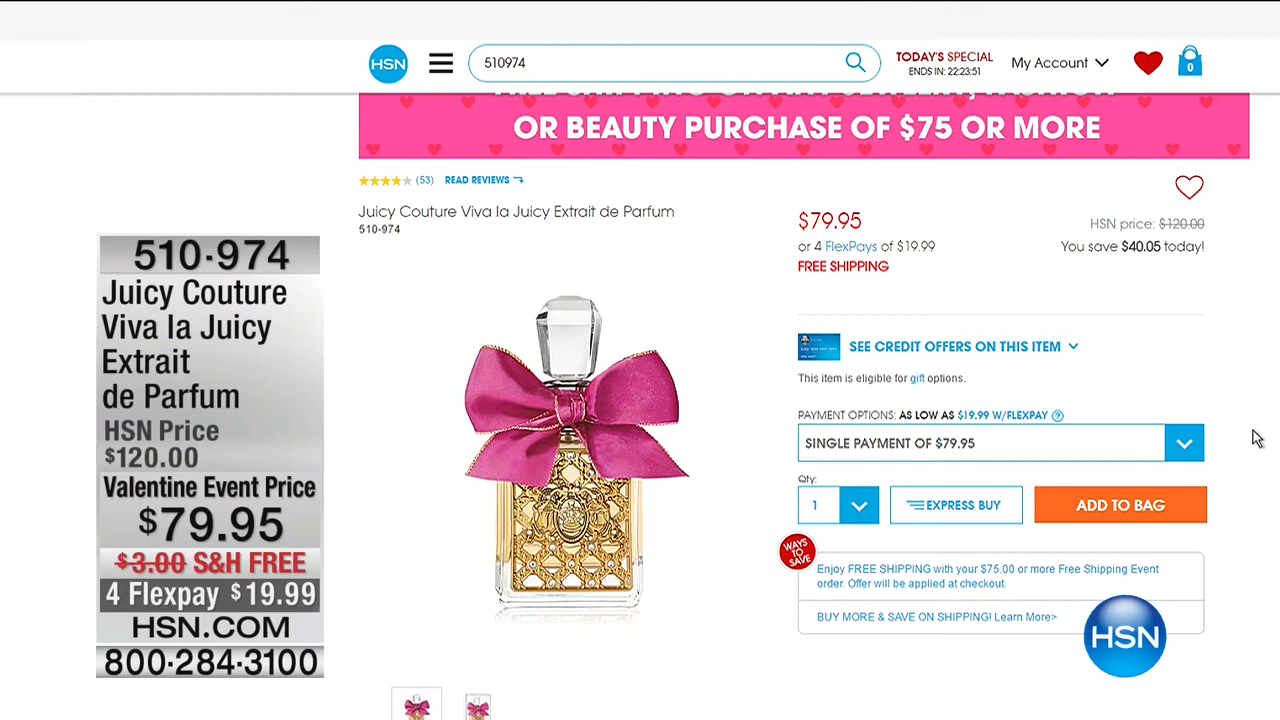 HSN
510974
TODAY'S SPECIAL
ENDS IN: 22:23:51
My Account
0
FREE SHIPPING ON ANY JEWELRY, FASHION
OR BEAUTY PURCHASE OF $75 OR MORE
(53) READ REVIEWS
Juicy Couture Viva la Juicy Extrait de Parfum
510-974
$79.95
HSN price: $120.00
or 4 FlexPays of $19.99
You save $40.05 today!
FREE SHIPPING
SEE CREDIT OFFERS ON THIS ITEM
This item is eligible for gift options.
PAYMENT OPTIONS: AS LOW AS $19.99 W/FLEXPAY ?
SINGLE PAYMENT OF $79.95
Qty:
1
EXPRESS BUY
ADD TO BAG
WAYS
TO
SAVE
Enjoy FREE SHIPPING with your $75.00 or more Free Shipping Event
order. Offer will be applied at checkout.
BUY MORE & SAVE ON SHIPPING! Learn More>
HSN
510·974
Juicy Couture
Viva la Juicy
Extrait
de Parfum
HSN Price
$120.00
Valentine Event Price
$79.95
$3.00 S&H FREE
4 Flexpay $19.99
HSN.COM
800·284·3100